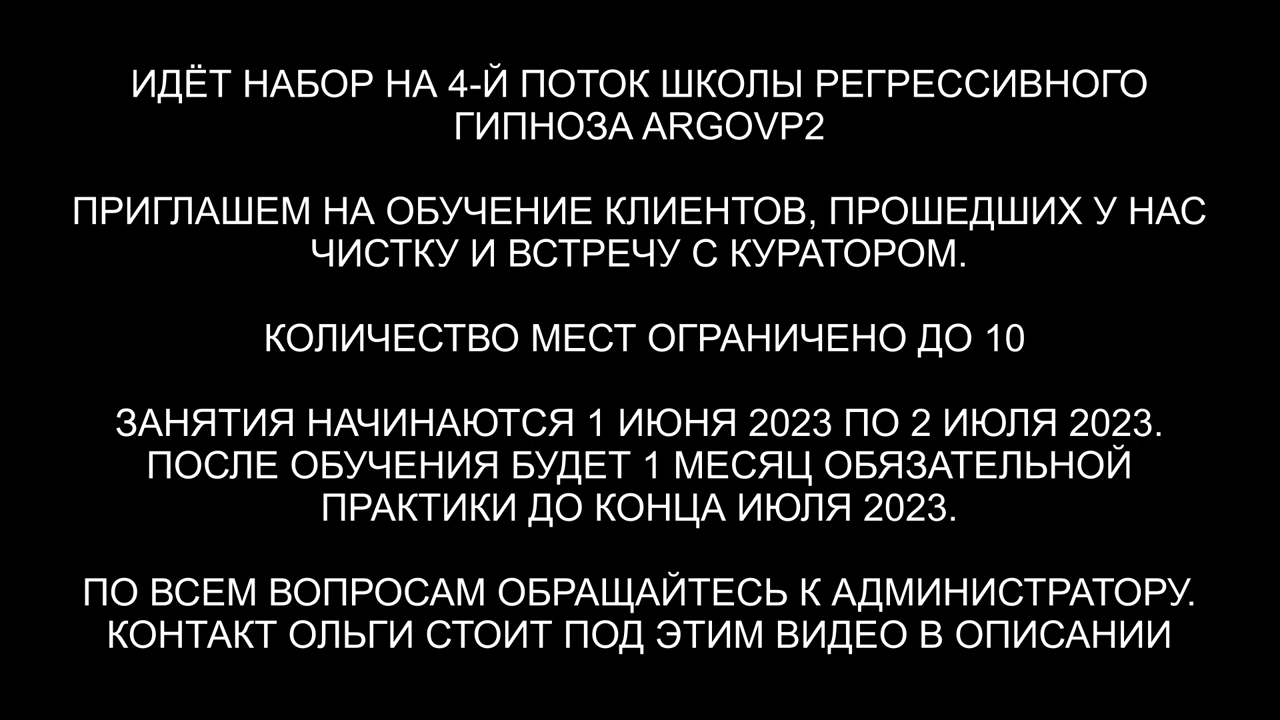 ИДЁТ НАБОР НА 4-Й ПОТОК ШКОЛЫ РЕГРЕССИВНОГО
ГИПНОЗА ARGOVP2
ПРИГЛАШЕМ НА ОБУЧЕНИЕ КЛИЕНТОВ, ПРОШЕДШИХ У НАС
ЧИСТКУ И ВСТРЕЧУ С КУРАТОРОМ.
КОЛИЧЕСТВО МЕСТ ОГРАНИЧЕНО ДО 10
ЗАНЯТИЯ НАЧИНАЮТСЯ 1 ИЮНЯ 2023 ПО 2 ИЮЛЯ 2023.
ПОСЛЕ ОБУЧЕНИЯ БУДЕТ 1 МЕСЯЦ ОБЯЗАТЕЛЬНОЙ
ПРАКТИКИ ДО КОНЦА ИЮЛЯ 2023.
ПО ВСЕМ ВОПРОСАМ ОБРАЩАЙТЕСЬ К АДМИНИСТРАТОРУ.
КОНТАКТ ОЛЬГИ СТОИТ ПОД ЭТИМ ВИДЕО В ОПИСАНИИ